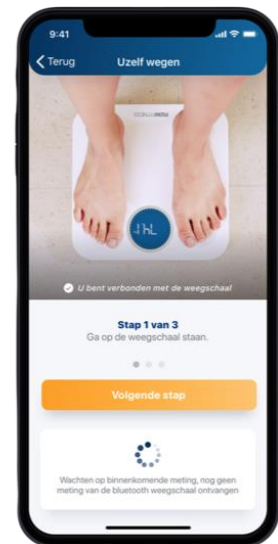 9:41
Terug
Uzelf wegen
U bent verbonden met de weegschaal
Stap 1 van 3
Ga op de weegschaal staan.
Volgende stap
Wachten op binnenkomende meting, nog geen
meting van de bluetooth weegschaal ontvangen